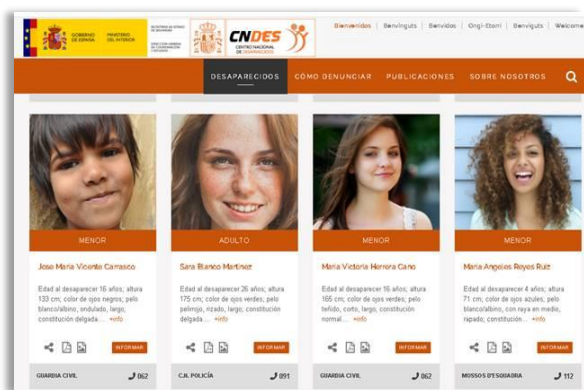 GOBIERNO DE ESPAÑA
MINISTERIO DEL INTERIOR
CNDES
CENTRO NACIONAL
DE DESAPARECIDOS
Bienvenidos | Benvinguts | Benvidos | Ongi-Etorri | Benviguts | Welcome
DESAPARECIDOS CÓMO DENUNCIAR PUBLICACIONES SOBRE NOSOTROS
MENOR
Jose Maria Vicente Carrasco
Edad al desaparecer 16 años; altura
133 cm; color de ojos negros; pelo
blanco/albino, ondulado, largo;
constitución delgada... +info
INFORMAR
GUARDIA CIVIL 062
ADULTO
Sara Blanco Martinez
Edad al desaparecer 26 años; altura
175 cm; color de ojos verdes; pelo
pelirrojo, rizado, largo; constitución
delgada ... +info
INFORMAR
C.N. POLICÍA 091
MENOR
Maria Victoria Herrera Cano
Edad al desaparecer 16 años; altura
165 cm; color de ojos verdes; pelo
teñido, corto, largo; constitución
normal ... +info
INFORMAR
GUARDIA CIVIL 062
MENOR
Maria Angeles Reyes Ruiz
Edad al desaparecer 4 años; altura
71 cm; color de ojos azules; pelo
blanco/albino, con raya en medio,
rapado; constitución... +info
INFORMAR
MOSSOS D'ESQUADRA 112